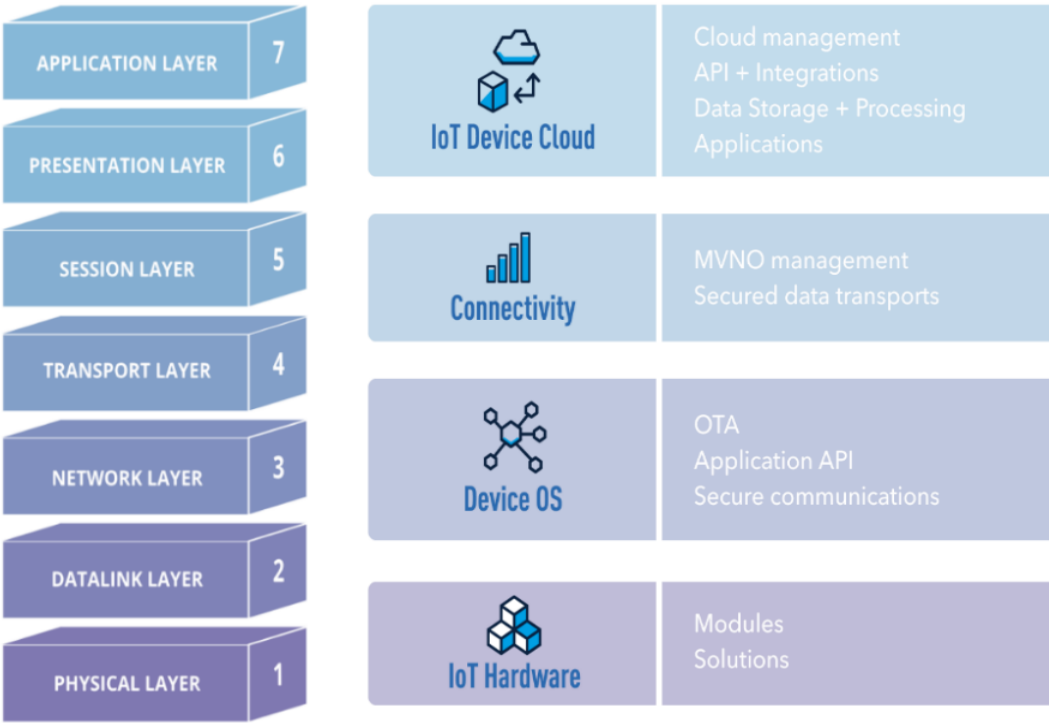 APPLICATION LAYER 7
PRESENTATION LAYER 6
SESSION LAYER 5
TRANSPORT LAYER 4
NETWORK LAYER 3
DATALINK LAYER 2
PHYSICAL LAYER 1
IoT Device Cloud
Cloud management
API + Integrations
Data Storage + Processing
Applications
Connectivity
MVNO management
Secured data transports
Device OS
OTA
Application API
Secure communications
IoT Hardware
Modules
Solutions